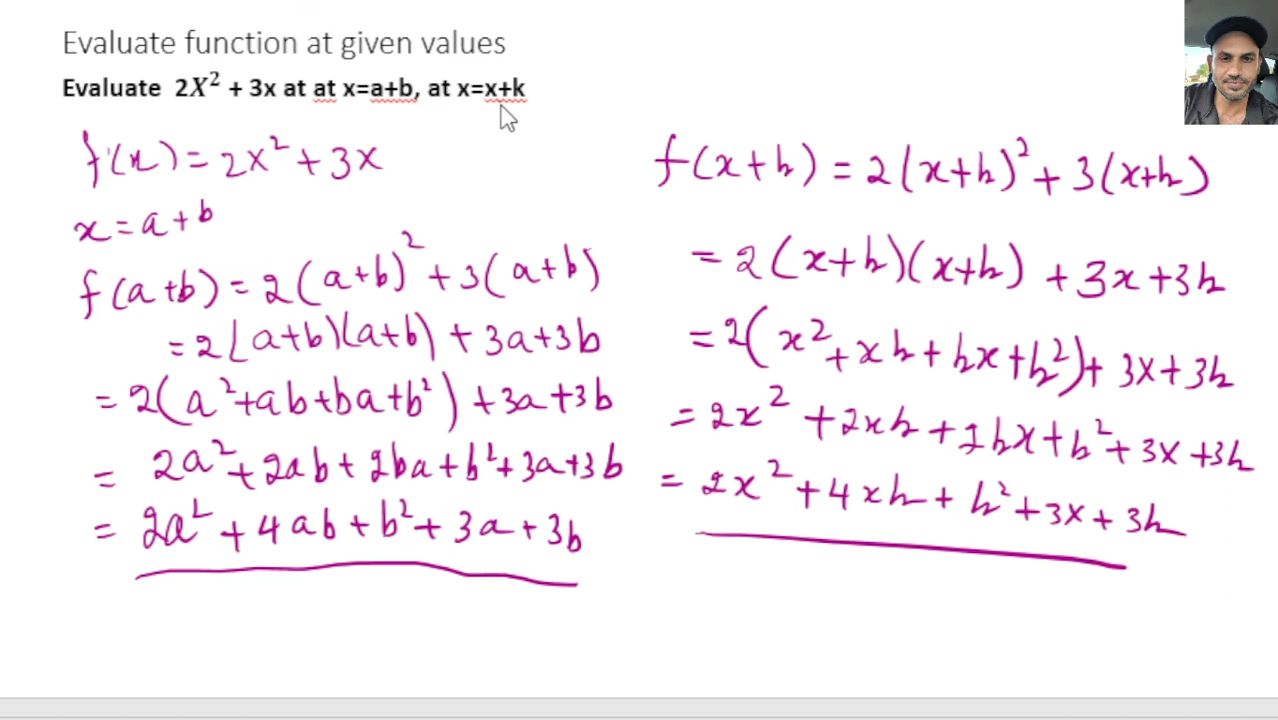 Evaluate function at given values
Evaluate 2X² + 3x at at x=a+b, at x=x+k
f(x) = 2x² + 3x
x = a + b
f(a+b) = 2(a+b)² + 3(a+b)
= 2(a+b)(a+b) + 3a+3b
= 2(a²+ab+ba+b²) + 3a+3b
= 2a²+2ab+2ba+b²+3a+3b
= 2a² + 4ab + b² + 3a + 3b
f(x+h) = 2(x+h)² + 3(x+h)
= 2(x+h)(x+h) + 3x+3h
= 2(x²+xh+hx+h²)+ 3x+3h
= 2x² + 2xh + 2hx + h² + 3x + 3h
= 2x² + 4xh + h² + 3x + 3h